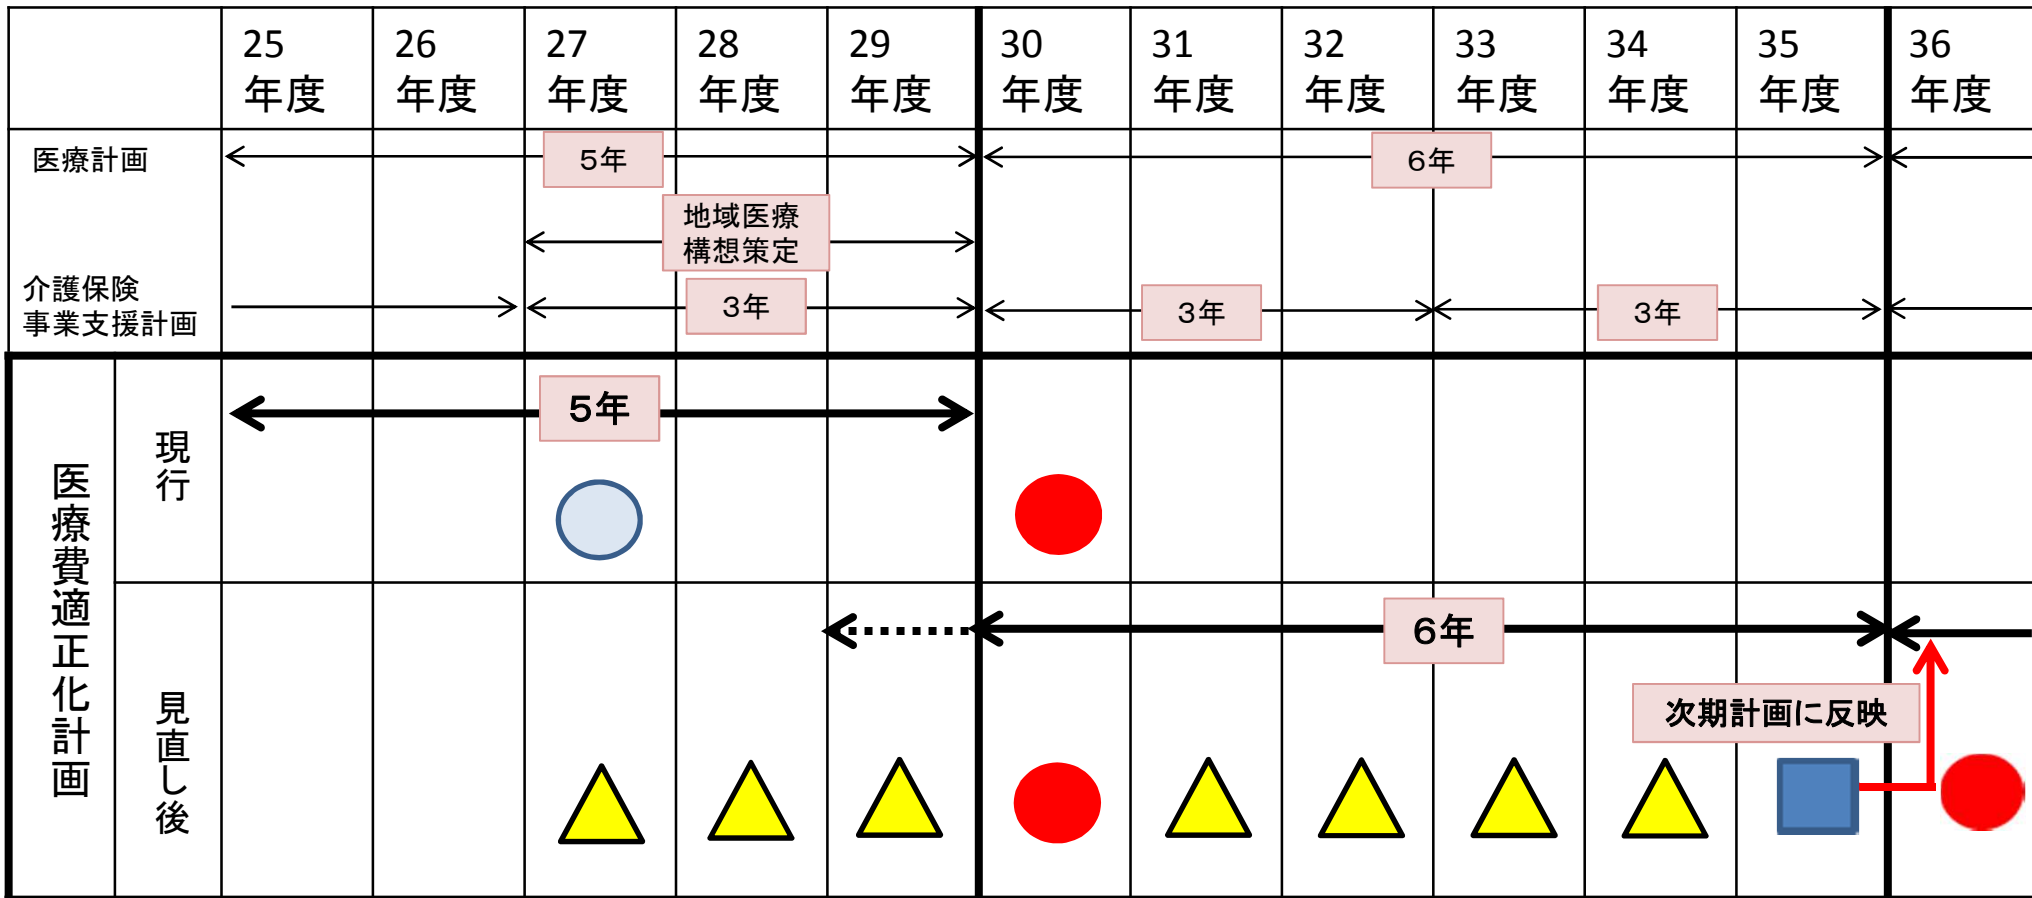 25
年度
26
年度
27
年度
28
年度
29
年度
30
年度
31
年度
32
年度
33
年度
34
年度
35
年度
36
年度
医療計画
5年
6年
地域医療
構想策定
介護保険
事業支援計画
3年
3年
3年
医療費適正化計画
現行
5年
見直し後
6年
次期計画に反映